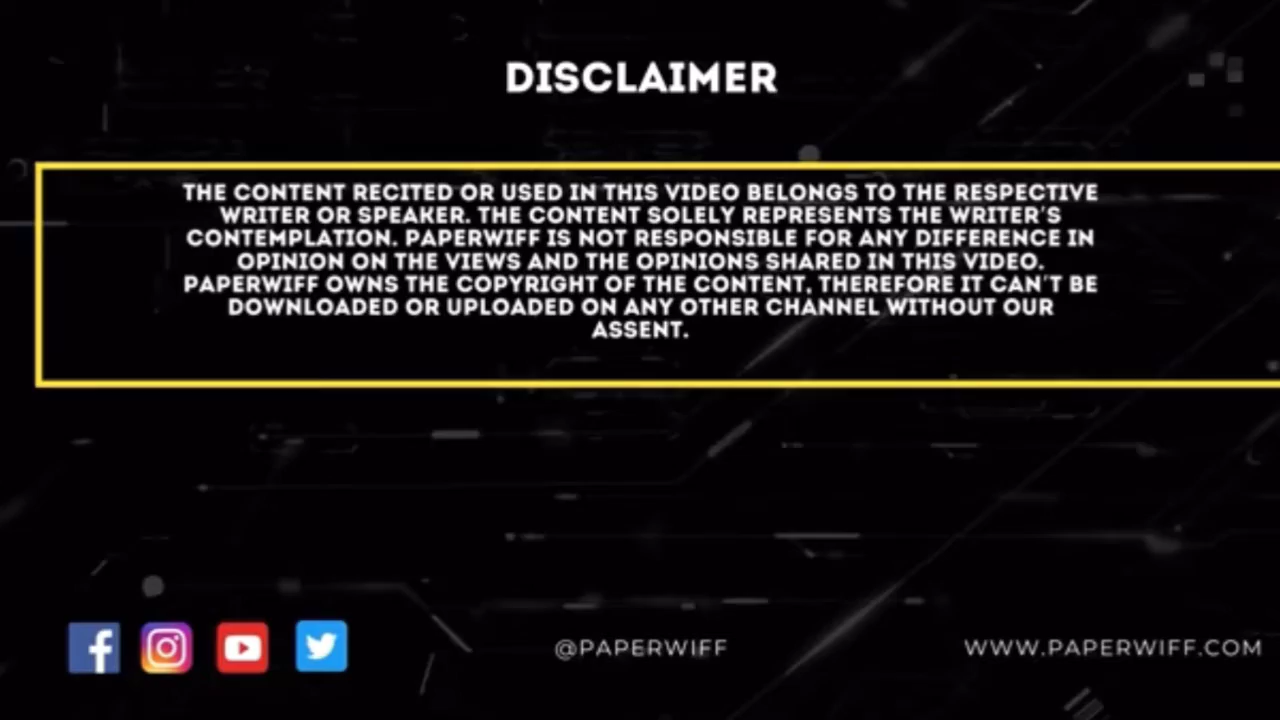 DISCLAIMER
THE CONTENT RECITED OR USED IN THIS VIDEO BELONGS TO THE RESPECTIVE
WRITER OR SPEAKER. THE CONTENT SOLELY REPRESENTS THE WRITER'S
CONTEMPLATION. PAPERWIFF IS NOT RESPONSIBLE FOR ANY DIFFERENCE IN
OPINION ON THE VIEWS AND THE OPINIONS SHARED IN THIS VIDEO.
PAPERWIFF OWNS THE COPYRIGHT OF THE CONTENT, THEREFORE IT CAN'T BE
DOWNLOADED OR UPLOADED ON ANY OTHER CHANNEL WITHOUT OUR
ASSENT.
@PAPERWIFF
WWW.PAPERWIFF.COM